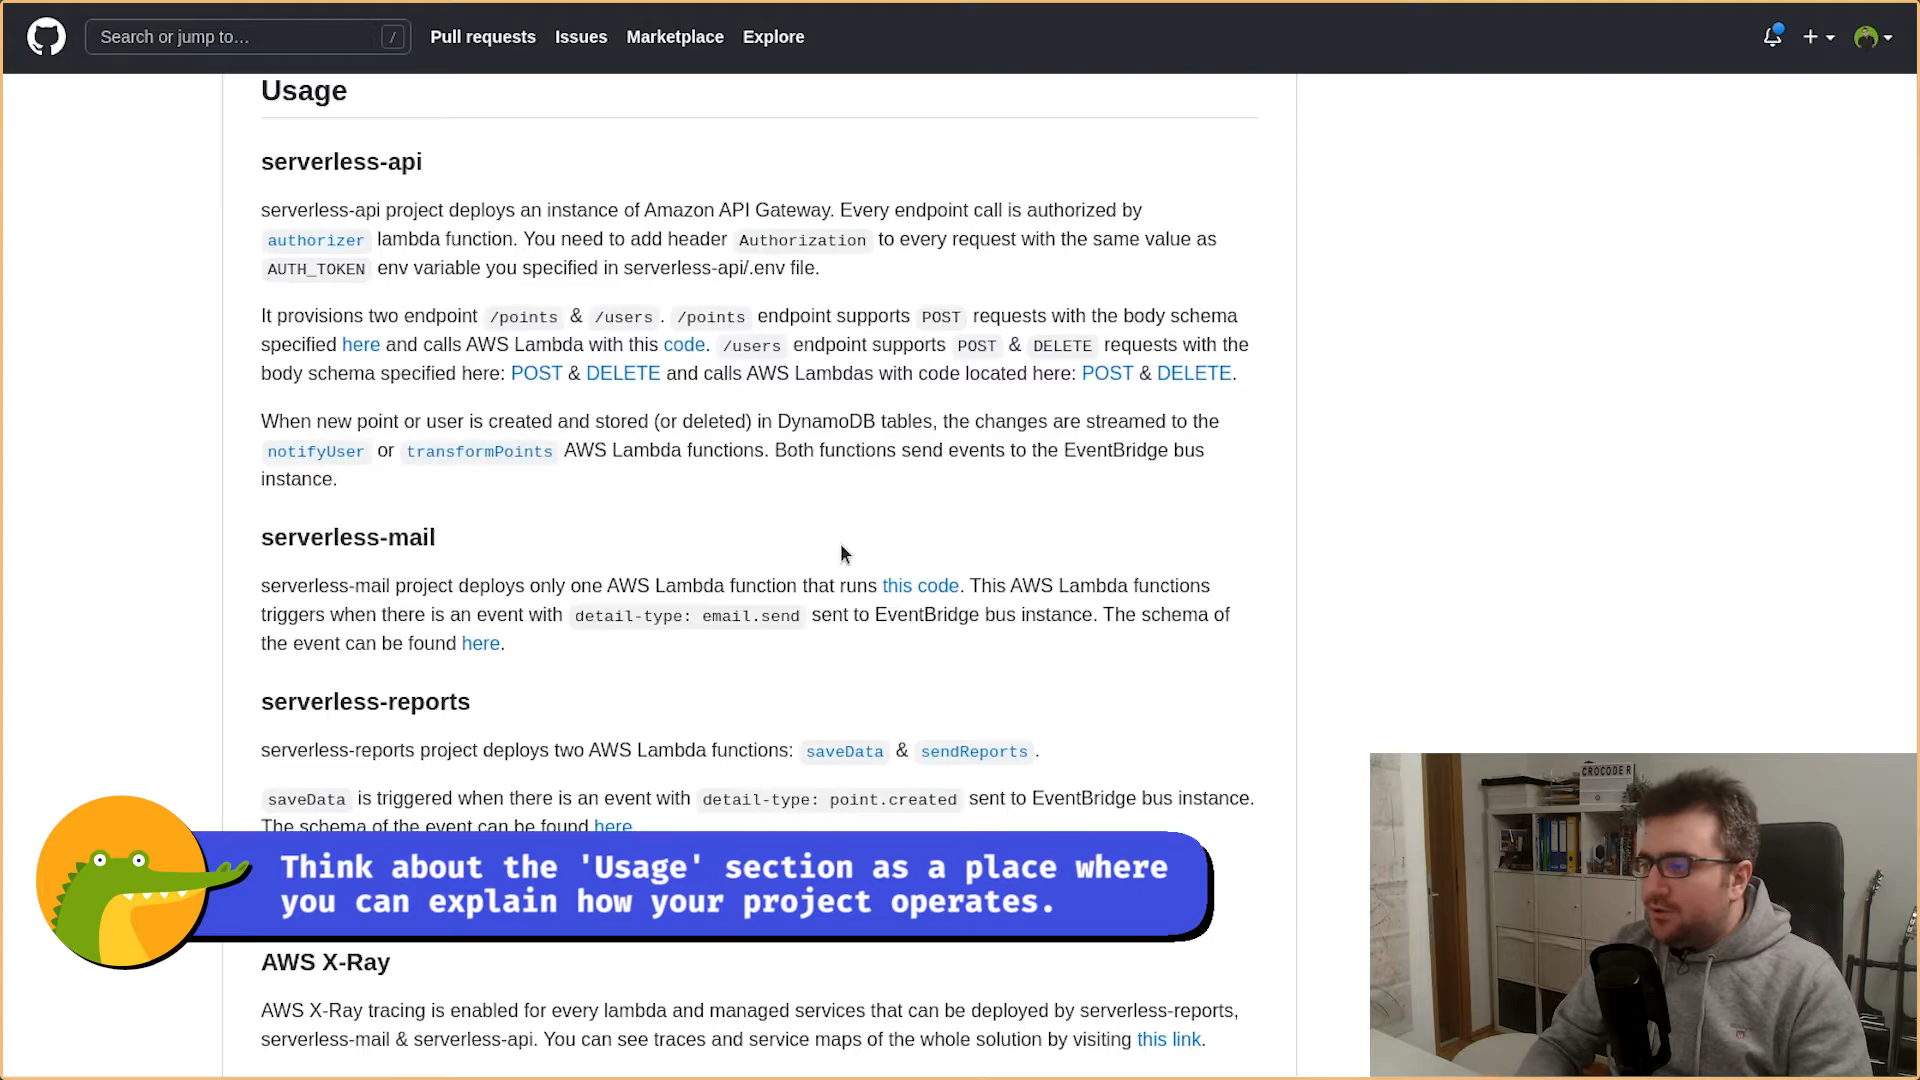 Search or jump to… / Pull requests Issues Marketplace Explore
Usage
serverless-api
serverless-api project deploys an instance of Amazon API Gateway. Every endpoint call is authorized by
authorizer lambda function. You need to add header Authorization to every request with the same value as
AUTH_TOKEN env variable you specified in serverless-api/.env file.
It provisions two endpoint /points & /users . /points endpoint supports POST requests with the body schema
specified here and calls AWS Lambda with this code. /users endpoint supports POST & DELETE requests with the
body schema specified here: POST & DELETE and calls AWS Lambdas with code located here: POST & DELETE.
When new point or user is created and stored (or deleted) in DynamoDB tables, the changes are streamed to the
notifyUser or transformPoints AWS Lambda functions. Both functions send events to the EventBridge bus
instance.
serverless-mail
serverless-mail project deploys only one AWS Lambda function that runs this code. This AWS Lambda functions
triggers when there is an event with detail-type: email.send sent to EventBridge bus instance. The schema of
the event can be found here.
serverless-reports
serverless-reports project deploys two AWS Lambda functions: saveData & sendReports .
saveData is triggered when there is an event with detail-type: point.created sent to EventBridge bus instance.
The schema of the event can be found here.
Think about the 'Usage' section as a place where
you can explain how your project operates.
AWS X-Ray
AWS X-Ray tracing is enabled for every lambda and managed services that can be deployed by serverless-reports,
serverless-mail & serverless-api. You can see traces and service maps of the whole solution by visiting this link.
CROCODER